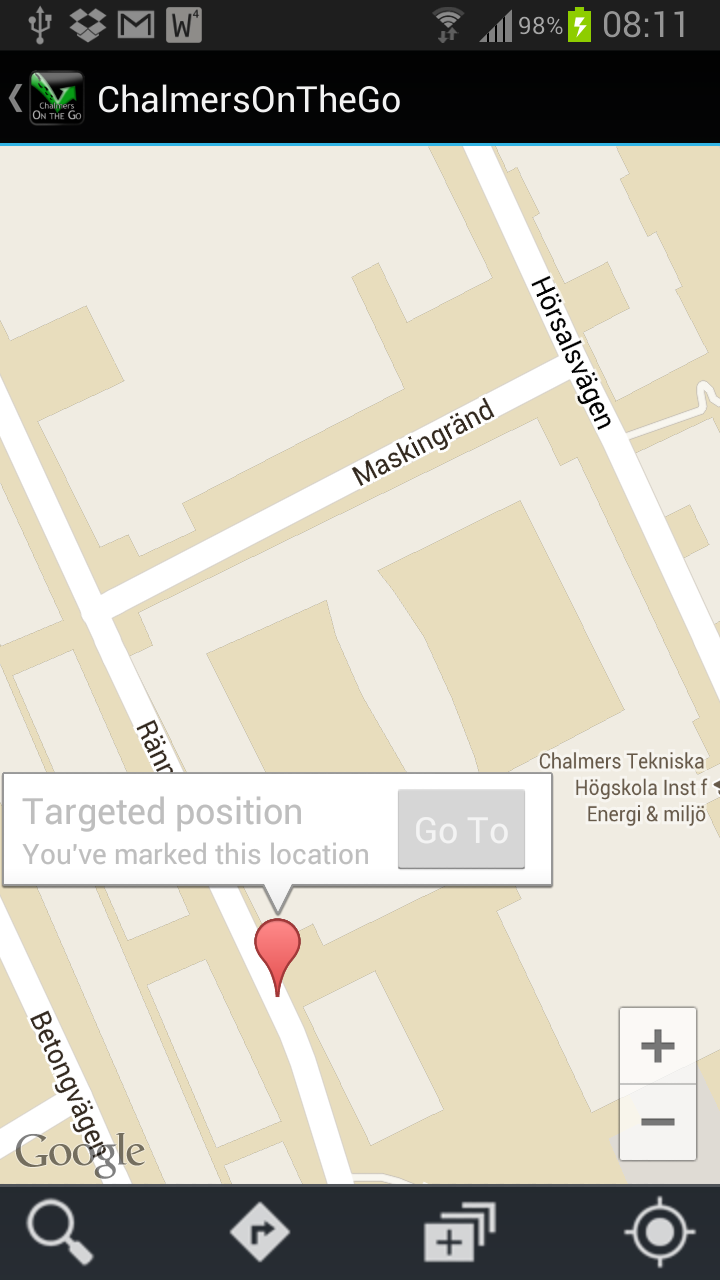 98% 08:11
W4
Chalmers
ON THE GO
ChalmersOnTheGo
Hörsalsvägen
Maskingränd
Chalmers Tekniska
Högskola Inst f
Energi & miljö
Targeted position
You've marked this location
Go To
Betongvägen
Google